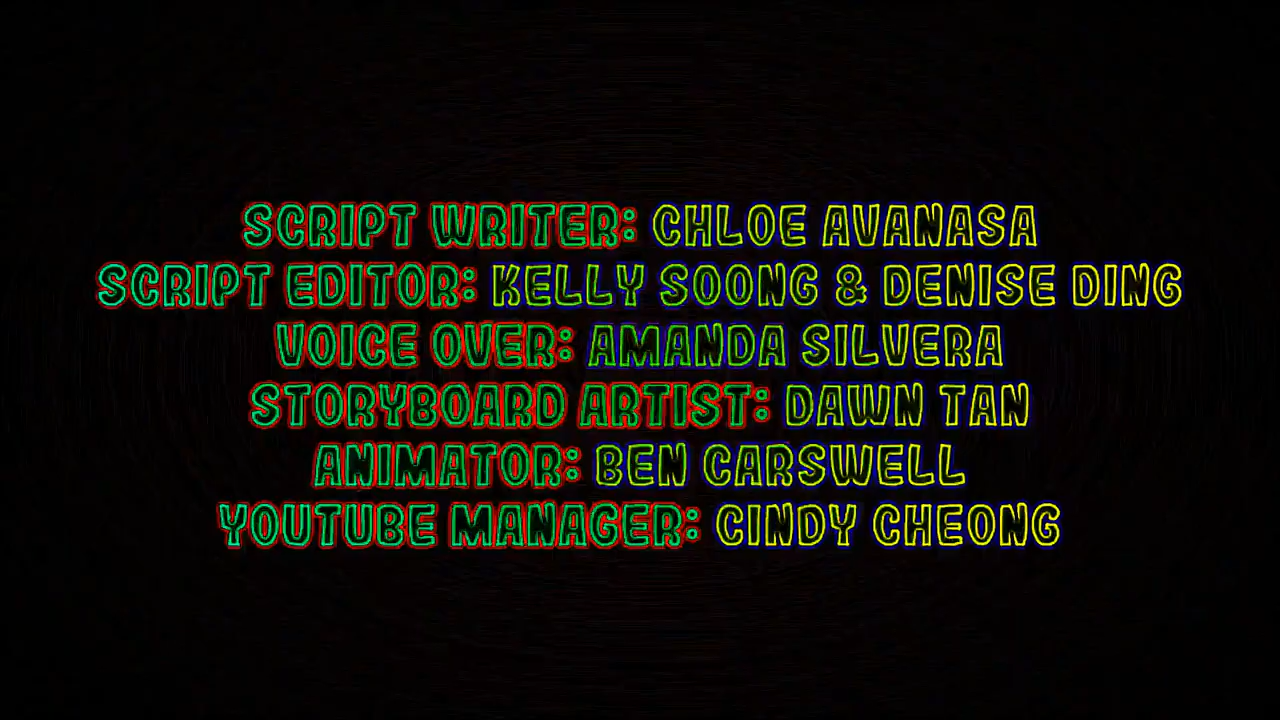 SCRIPT WRITER: CHLOE AVANASA
SCRIPT EDITOR: KELLY SOONG & DENISE DING
VOICE OVER: AMANDA SILVERA
STORYBOARD ARTIST: DAWN TAN
ANIMATOR: BEN CARSWELL
YOUTUBE MANAGER: CINDY CHEONG